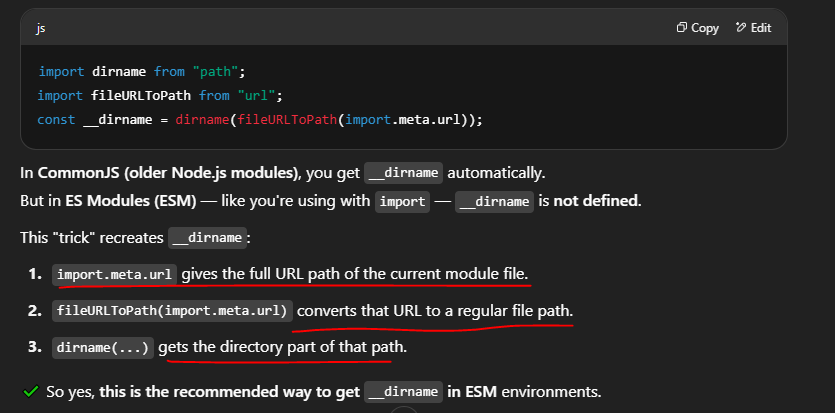 js
Copy Edit
import dirname from "path";
import fileURLToPath from "url";
const __dirname = dirname(fileURLToPath(import.meta.url));
In CommonJS (older Node.js modules), you get __dirname automatically.
But in ES Modules (ESM) — like you're using with import — __dirname is not defined.
This "trick" recreates __dirname:
1. import.meta.url gives the full URL path of the current module file.
2. fileURLToPath(import.meta.url) converts that URL to a regular file path.
3. dirname(...) gets the directory part of that path.
So yes, this is the recommended way to get __dirname in ESM environments.